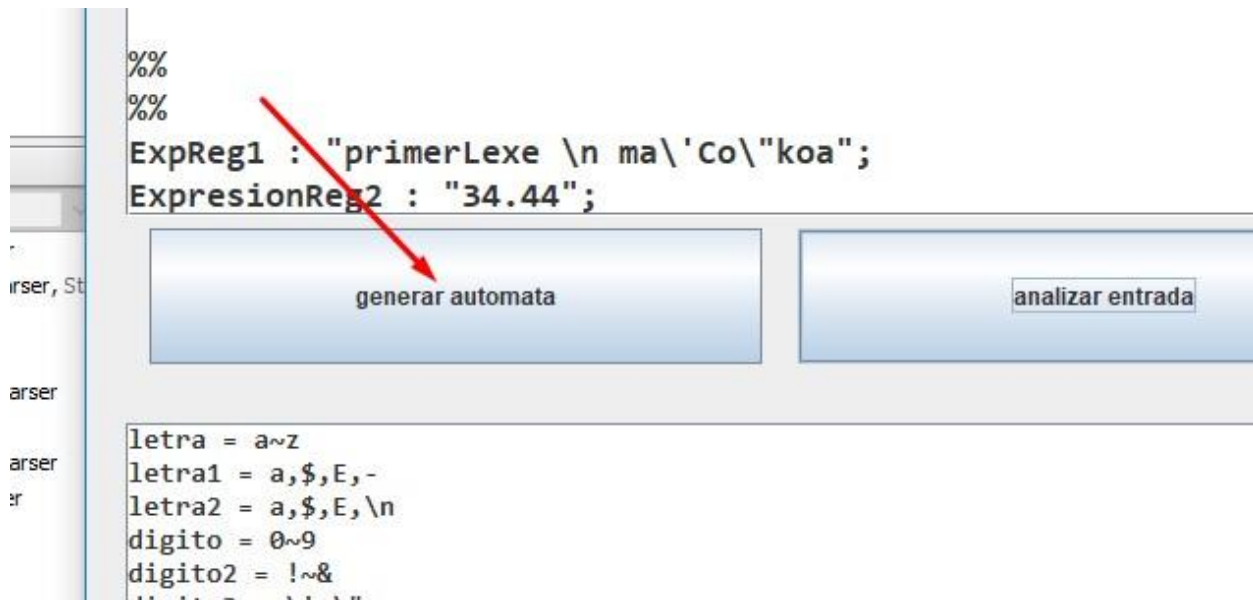 %%
%%
ExpReg1 : "primerLexe \n ma\'Co\"koa";
ExpresionReg2 : "34.44";
rser, St
generar automata
analizar entrada
arser
letra = a~z
letra1 = a,$,E,-
arser
letra2 = a,$,E,\n
er
digito = 0~9
digito2 = !~&